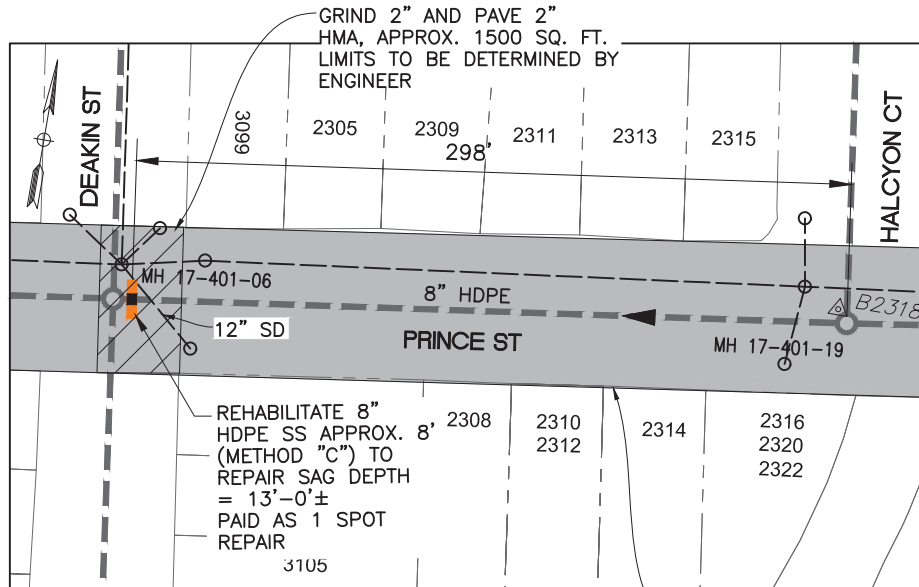 GRIND 2" AND PAVE 2"
HMA, APPROX. 1500 SQ. FT.
LIMITS TO BE DETERMINED BY
ENGINEER
DEAKIN ST
3099
2305
2309
2311
2313
2315
298'
HALCYON CT
MH 17-401-06
8" HDPE
B2318
12" SD
PRINCE ST
MH 17-401-19
REHABILITATE 8"
HDPE SS APPROX. 8'
(METHOD "C") TO
REPAIR SAG DEPTH
= 13'-0'±
PAID AS 1 SPOT
REPAIR
2308
2310
2312
2314
2316
2320
2322
3105